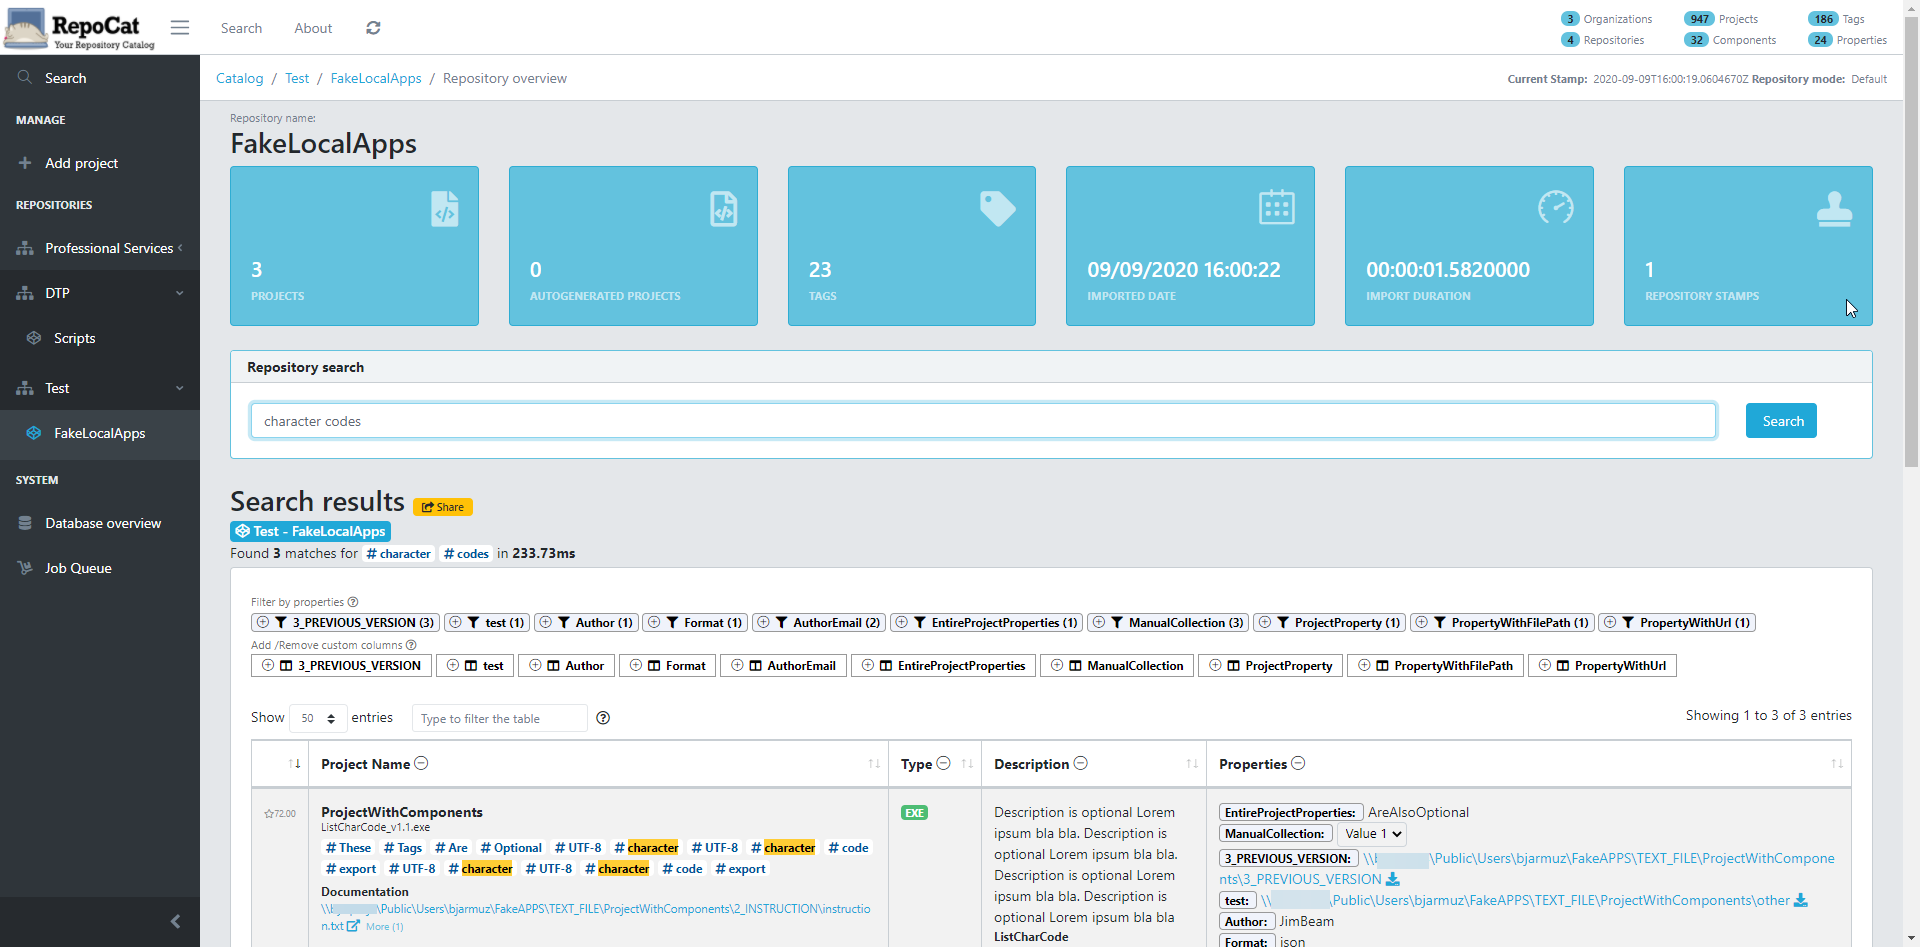 RepoCat
Your Repository Catalog
Search
About
3 Organizations
947 Projects
186 Tags
4 Repositories
32 Components
24 Properties
Search
MANAGE
Add project
REPOSITORIES
Professional Services
DTP
Scripts
Test
FakeLocalApps
SYSTEM
Database overview
Job Queue
Catalog / Test / FakeLocalApps / Repository overview
Current Stamp: 2020-09-09T16:00:19.0604670Z Repository mode: Default
Repository name:
FakeLocalApps
3
PROJECTS
0
AUTOGENERATED PROJECTS
23
TAGS
09/09/2020 16:00:22
IMPORTED DATE
00:00:01.5820000
IMPORT DURATION
1
REPOSITORY STAMPS
Repository search
character codes
Search
Search results
Share
Test - FakeLocalApps
Found 3 matches for # character # codes in 233.73ms
Filter by properties
3_PREVIOUS_VERSION (3) test (1) Author (1) Format (1) AuthorEmail (2) EntireProjectProperties (1) ManualCollection (3) ProjectProperty (1) PropertyWithFilePath (1) PropertyWithUrl (1)
Add /Remove custom columns
3_PREVIOUS_VERSION test Author Format AuthorEmail EntireProjectProperties ManualCollection ProjectProperty PropertyWithFilePath PropertyWithUrl
Show 50 entries
Type to filter the table
Showing 1 to 3 of 3 entries
Project Name
Type
Description
Properties
72.00
ProjectWithComponents
ListCharCode_v1.1.exe
# These # Tags # Are # Optional # UTF-8 # character # UTF-8 # character # code
# export # UTF-8 # character # UTF-8 # character # code # export
Documentation
\Public\Users\bjarmuz\FakeAPPS\TEXT_FILE\ProjectWithComponents\2_INSTRUCTION\instructio
n.txt More (1)
EXE
Description is optional Lorem
ipsum bla bla. Description is
optional Lorem ipsum bla bla.
Description is optional Lorem
ipsum bla bla. Description is
optional Lorem ipsum bla bla
ListCharCode
EntireProjectProperties: AreAlsoOptional
ManualCollection: Value 1
3_PREVIOUS_VERSION: \\b\Public\Users\bjarmuz\FakeAPPS\TEXT_FILE\ProjectWithCompone
nts\3_PREVIOUS_VERSION
test: \\\Public\Users\bjarmuz\FakeAPPS\TEXT_FILE\ProjectWithComponents\other
Author: JimBeam
Format: json